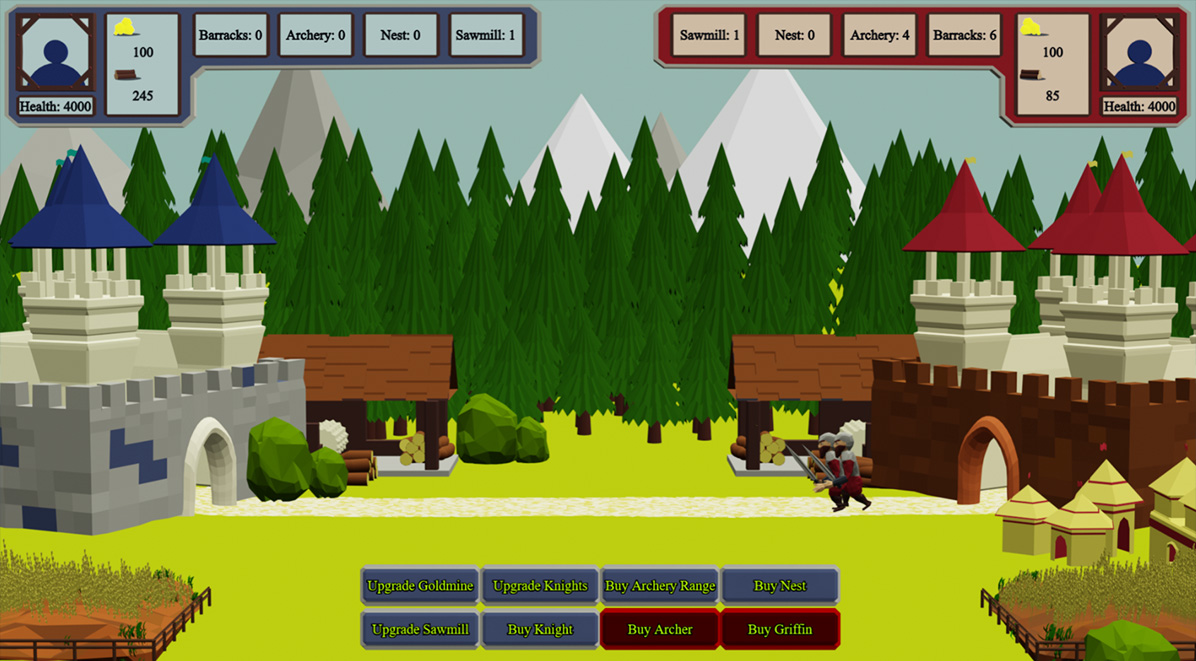 Barracks: 0
Archery: 0
Nest: 0
Sawmill: 1
100
245
Health: 4000
Sawmill: 1
Nest: 0
Archery: 4
Barracks: 6
100
85
Health: 4000
Upgrade Goldmine
Upgrade Knights
Buy Archery Range
Buy Nest
Upgrade Sawmill
Buy Knight
Buy Archer
Buy Griffin